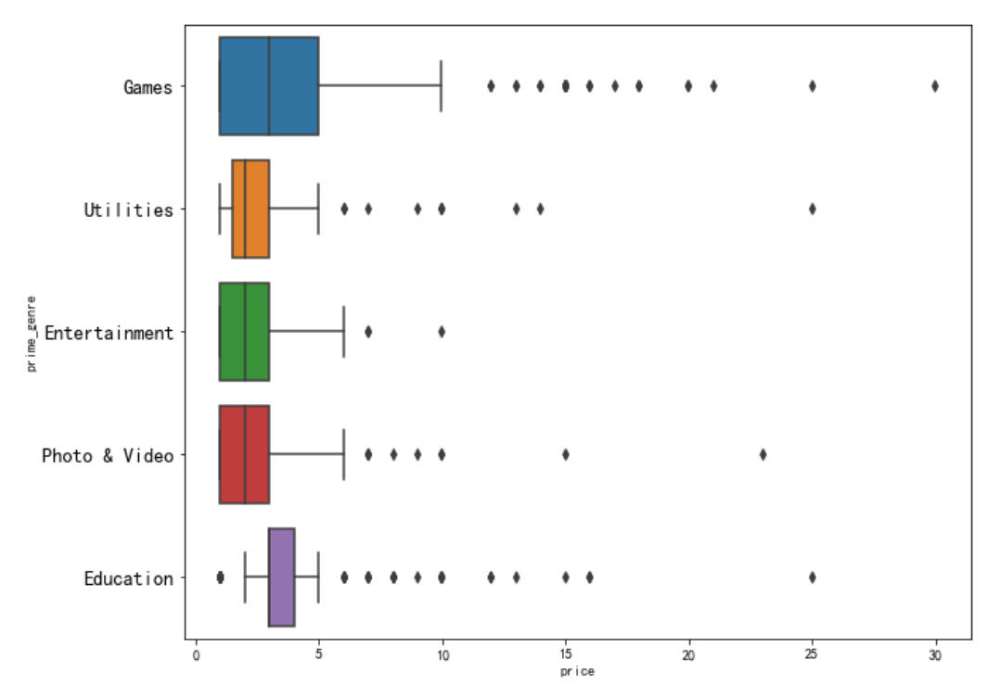 Games
Utilities
Entertainment
Photo & Video
Education
prime_genre
0 5 10 15 20 25 30
price